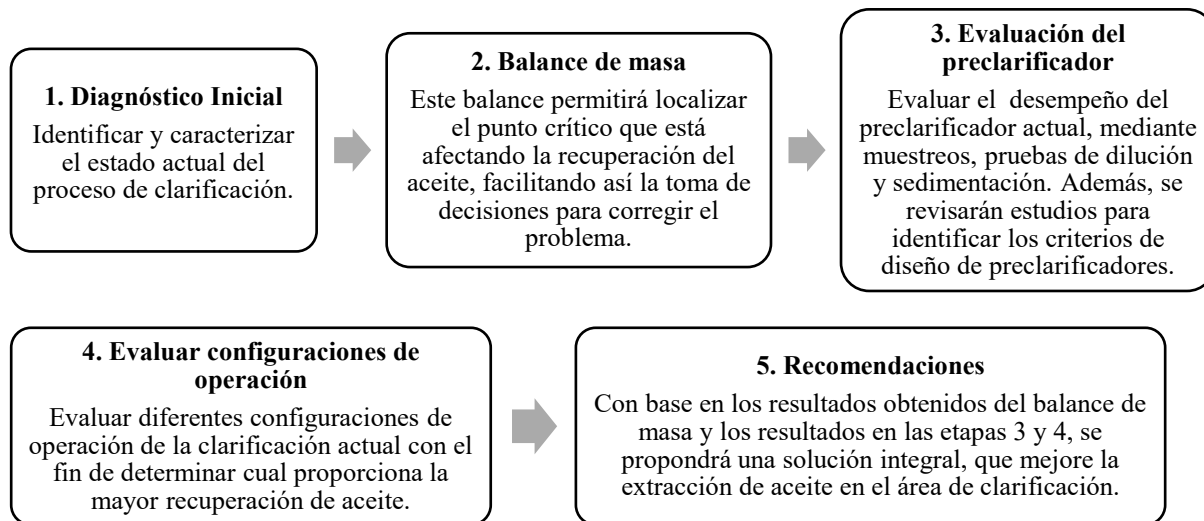 1. Diagnóstico Inicial
Identificar y caracterizar
el estado actual del
proceso de clarificación.
2. Balance de masa
Este balance permitirá localizar
el punto crítico que está
afectando la recuperación del
aceite, facilitando así la toma de
decisiones para corregir el
problema.
3. Evaluación del
preclarificador
Evaluar el desempeño del
preclarificador actual, mediante
muestreos, pruebas de dilución
y sedimentación. Además, se
revisarán estudios para
identificar los criterios de
diseño de preclarificadores.
4. Evaluar configuraciones de
operación
Evaluar diferentes configuraciones de
operación de la clarificación actual con el
fin de determinar cual proporciona la
mayor recuperación de aceite.
5. Recomendaciones
Con base en los resultados obtenidos del balance de
masa y los resultados en las etapas 3 y 4, se
propondrá una solución integral, que mejore la
extracción de aceite en el área de clarificación.